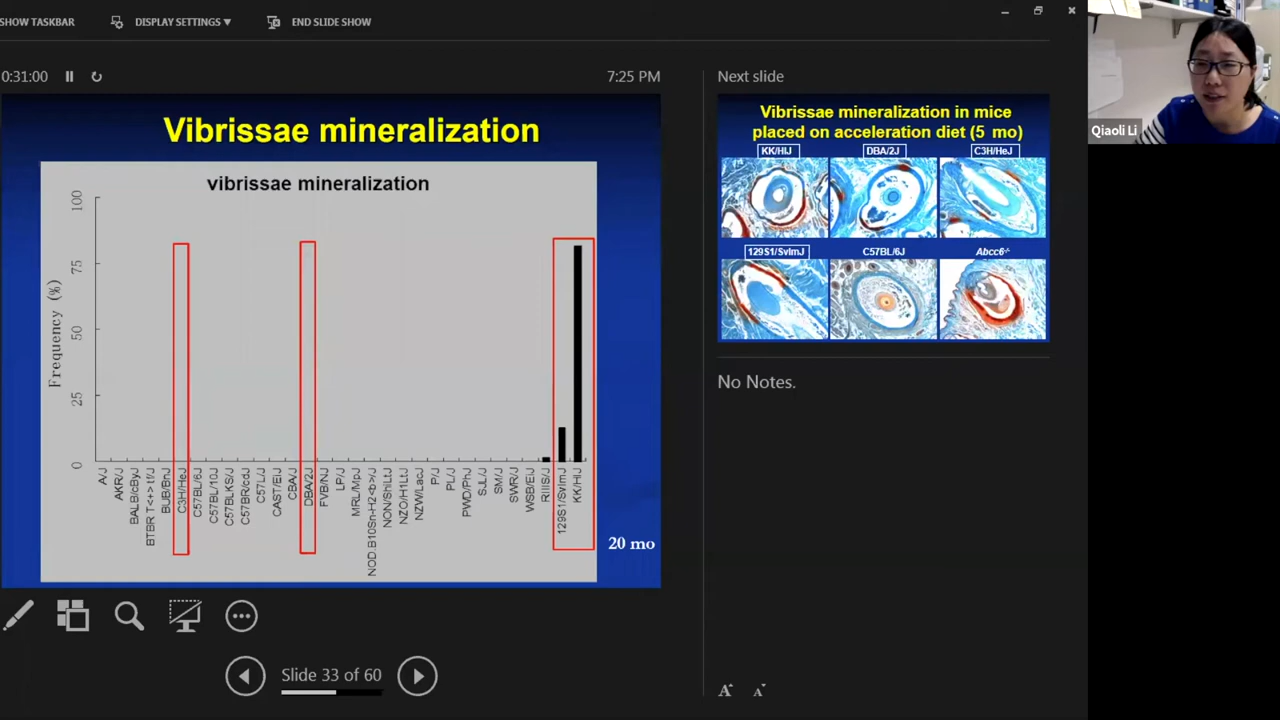 SHOW TASKBAR
DISPLAY SETTINGS ▼
END SLIDE SHOW
0:31:00
7:25 PM
Vibrissae mineralization
vibrissae mineralization
Frequency (%)
100
75
50
25
0
A/J
AKR/J
BALB/cByJ
BTBR T<+> tf/J
BUB/BnJ
C3H/HeJ
C57BL/6J
C57BL/10J
C57BLKS/J
C57BR/cdJ
C57L/J
CAST/EiJ
CBA/J
DBA/2J
FVB/NJ
LP/J
MRL/MpJ
NOD.B10Sn-H2<b>/J
NON/ShiLtJ
NZO/H1LtJ
NZW/LacJ
P/J
PL/J
PWD/PhJ
SJL/J
SM/J
SWR/J
WSB/EiJ
RIIIS/J
129S1/SvImJ
KK/HlJ
20 mo
Slide 33 of 60
Next slide
Vibrissae mineralization in mice
placed on acceleration diet (5 mo)
KK/HlJ
DBA/2J
C3H/HeJ
129S1/SvImJ
C57BL/6J
Abcc6-/-
No Notes.
A
A
Qiaoli Li